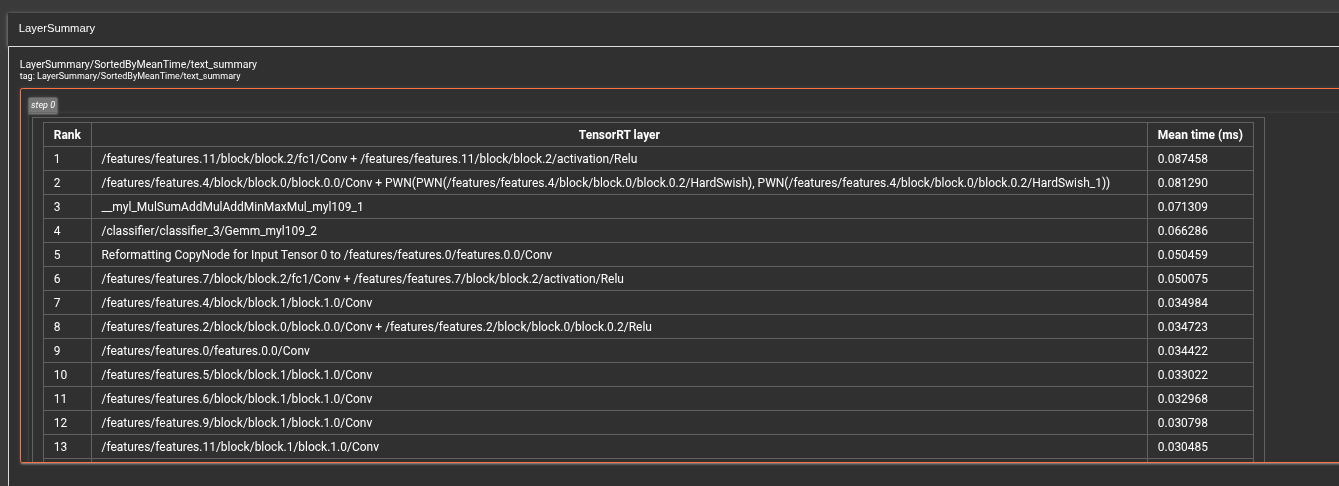 LayerSummary
LayerSummary/SortedByMeanTime/text_summary
tag: LayerSummary/SortedByMeanTime/text_summary
step 0
Rank TensorRT layer Mean time (ms)
1 /features/features.11/block/block.2/fc1/Conv + /features/features.11/block/block.2/activation/Relu 0.087458
2 /features/features.4/block/block.0/block.0.0/Conv + PWN(PWN(/features/features.4/block/block.0/block.0.2/HardSwish), PWN(/features/features.4/block/block.0/block.0.2/HardSwish_1)) 0.081290
3 __myl_MulSumAddMulAddMinMaxMul_myl109_1 0.071309
4 /classifier/classifier_3/Gemm_myl109_2 0.066286
5 Reformatting CopyNode for Input Tensor 0 to /features/features.0/features.0.0/Conv 0.050459
6 /features/features.7/block/block.2/fc1/Conv + /features/features.7/block/block.2/activation/Relu 0.050075
7 /features/features.4/block/block.1/block.1.0/Conv 0.034984
8 /features/features.2/block/block.0/block.0.0/Conv + /features/features.2/block/block.0/block.0.2/Relu 0.034723
9 /features/features.0/features.0.0/Conv 0.034422
10 /features/features.5/block/block.1/block.1.0/Conv 0.033022
11 /features/features.6/block/block.1/block.1.0/Conv 0.032968
12 /features/features.9/block/block.1/block.1.0/Conv 0.030798
13 /features/features.11/block/block.1/block.1.0/Conv 0.030485